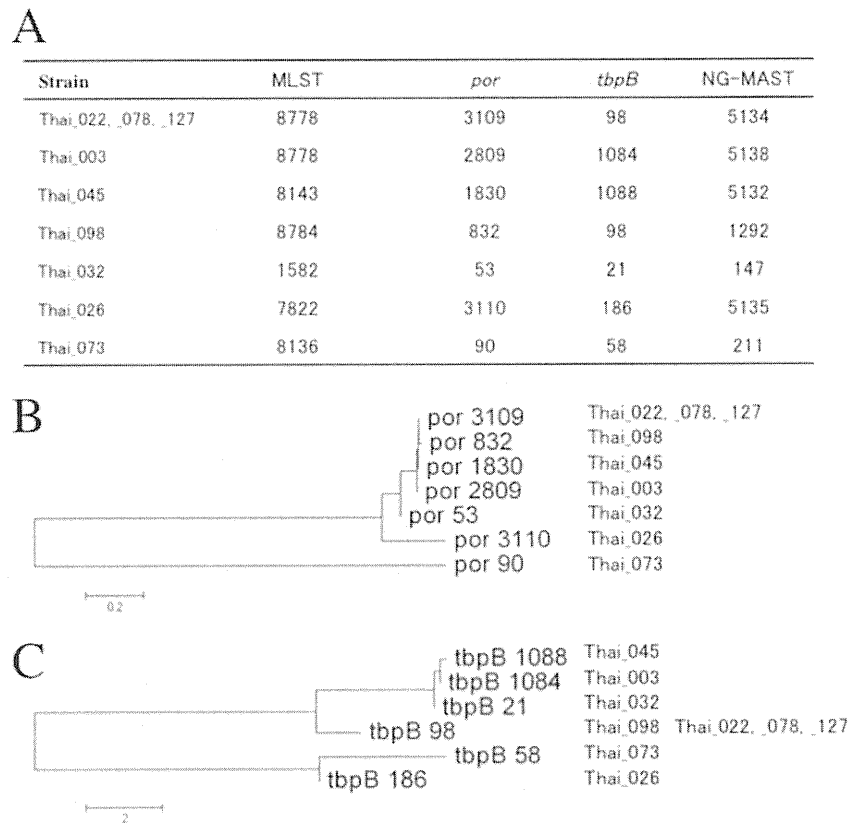 A
Strain MLST por tbpB NG-MAST
Thai_022, _078, _127 8778 3109 98 5134
Thai_003 8778 2809 1084 5138
Thai_045 8143 1830 1088 5132
Thai_098 8784 832 98 1292
Thai_032 1582 53 21 147
Thai_026 7822 3110 186 5135
Thai_073 8136 90 58 211
B
por 3109 Thai_022, _078, _127
por 832 Thai_098
por 1830 Thai_045
por 2809 Thai_003
por 53 Thai_032
por 3110 Thai_026
por 90 Thai_073
0.2
C
tbpB 1088 Thai_045
tbpB 1084 Thai_003
tbpB 21 Thai_032
tbpB 98 Thai_098 Thai_022, _078, _127
tbpB 58 Thai_073
tbpB 186 Thai_026
2